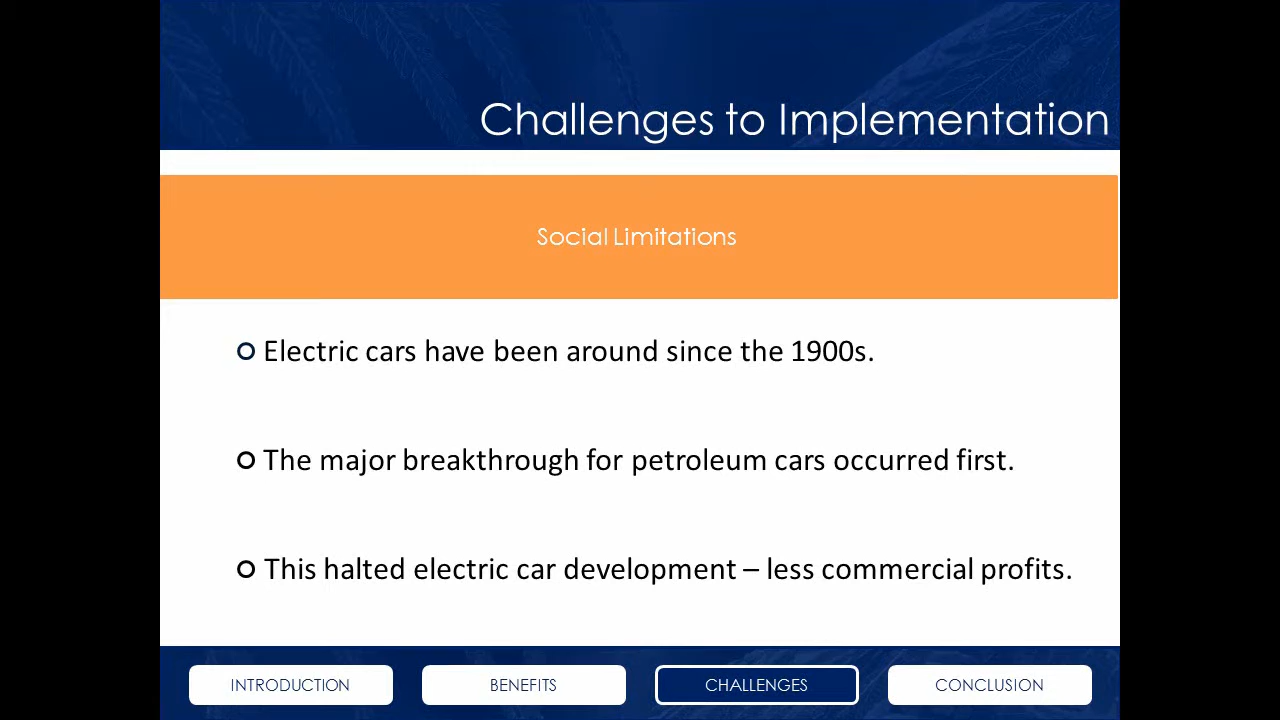 Challenges to Implementation
Social Limitations
Electric cars have been around since the 1900s.
The major breakthrough for petroleum cars occurred first.
This halted electric car development – less commercial profits.
INTRODUCTION
BENEFITS
CHALLENGES
CONCLUSION